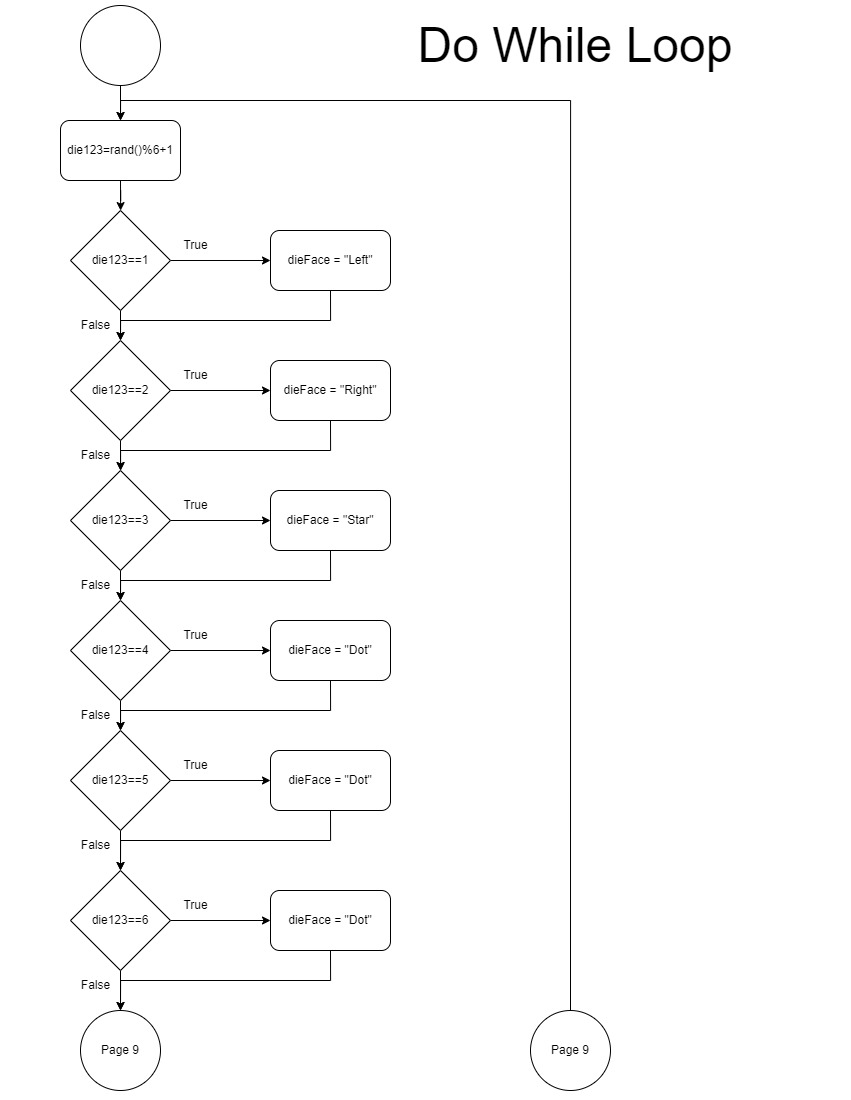 Do While Loop
die123=rand()%6+1
True
die123==1
dieFace = "Left"
False
True
die123==2
dieFace = "Right"
False
True
die123==3
dieFace = "Star"
False
True
die123==4
dieFace = "Dot"
False
True
die123==5
dieFace = "Dot"
False
True
die123==6
dieFace = "Dot"
False
Page 9
Page 9